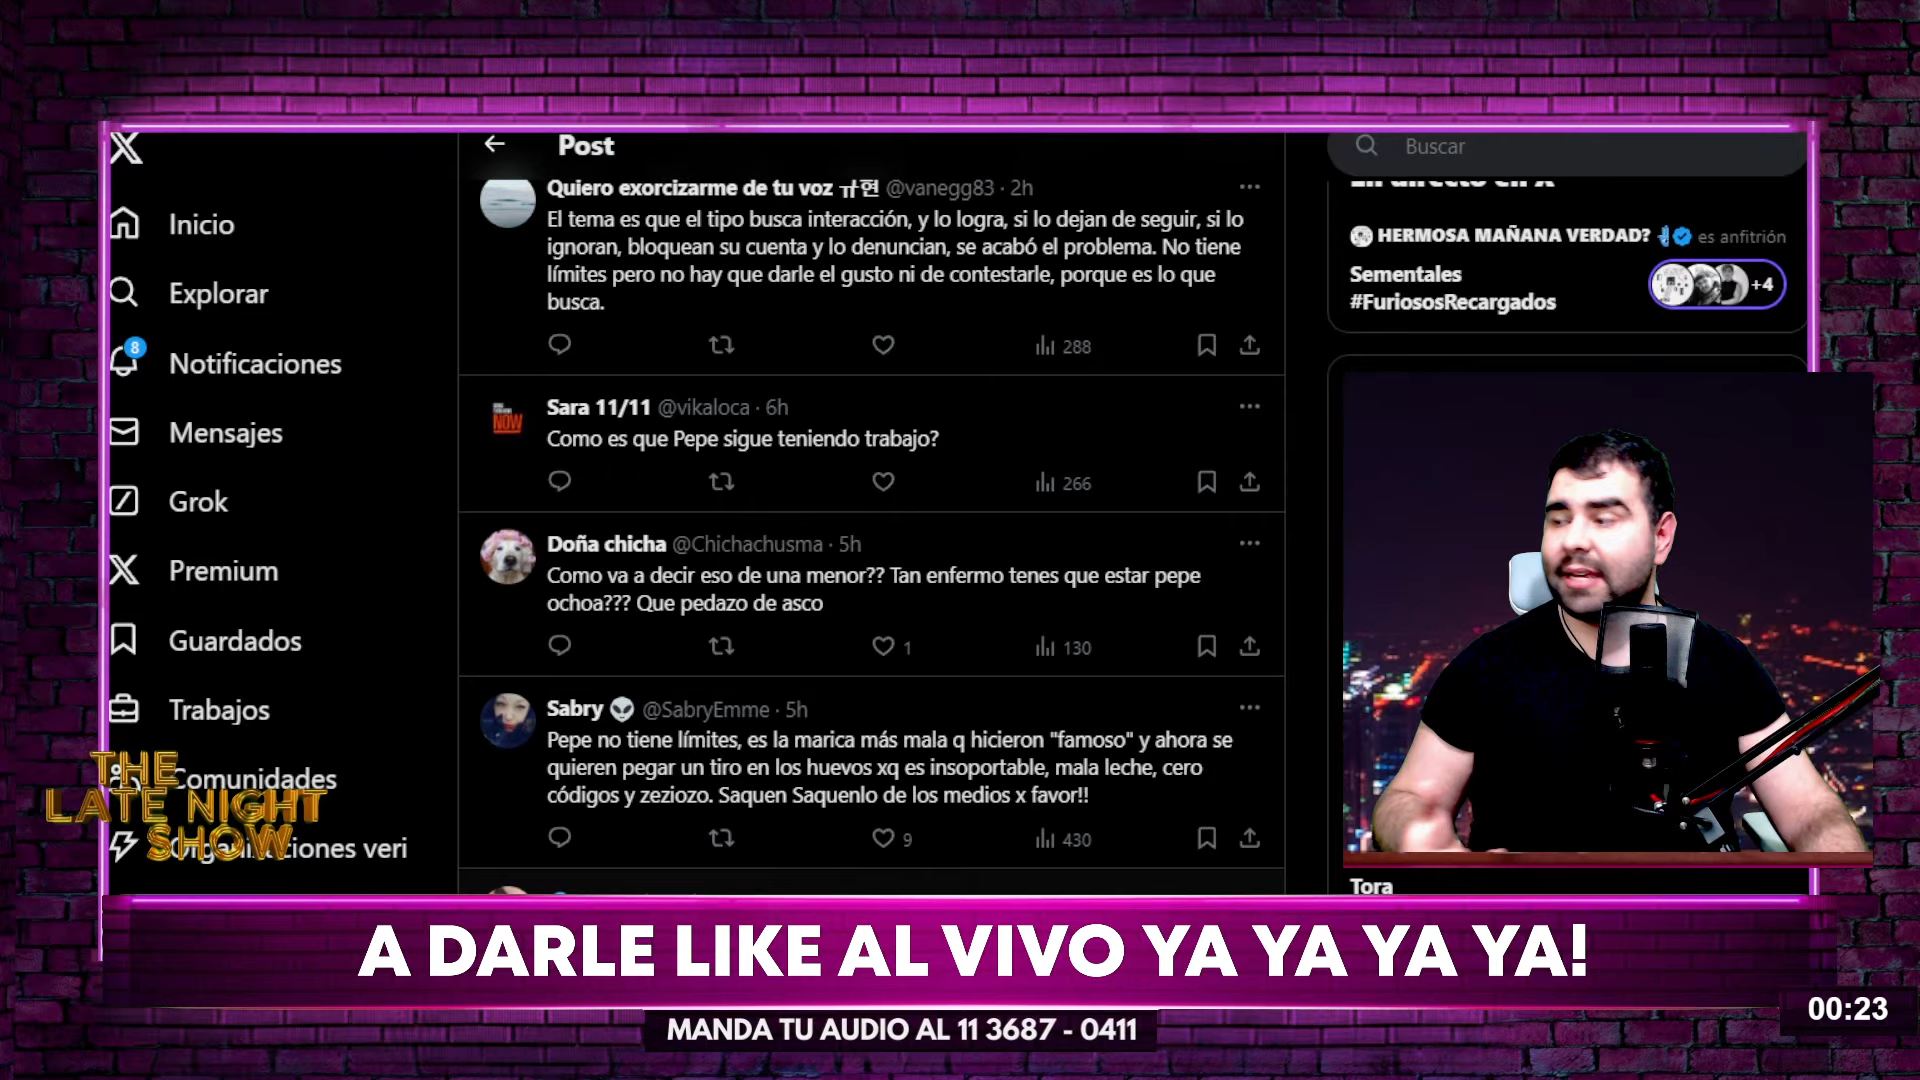 Post
Quiero exorcizarme de tu voz @vanegg83 · 2h
El tema es que el tipo busca interacción, y lo logra, si lo dejan de seguir, si lo
ignoran, bloquean su cuenta y lo denuncian, se acabó el problema. No tiene
límites pero no hay que darle el gusto ni de contestarle, porque es lo que
busca.
288
Sara 11/11 @vikaloca · 6h
Como es que Pepe sigue teniendo trabajo?
266
Doña chicha @Chichachusma · 5h
Como va a decir eso de una menor?? Tan enfermo tenes que estar pepe
ochoa??? Que pedazo de asco
1 130
Sabry @SabryEmme · 5h
Pepe no tiene límites, es la marica más mala q hicieron "famoso" y ahora se
quieren pegar un tiro en los huevos xq es insoportable, mala leche, cero
códigos y zeziozo. Saquen Saquenlo de los medios x favor!!
9 430
Inicio
Explorar
8
Notificaciones
Mensajes
Grok
Premium
Guardados
Trabajos
Comunidades
Organizaciones veri
THE
LATE NIGHT
SHOW
Buscar
En directo en X
HERMOSA MAÑANA VERDAD? es anfitrión
Sementales
#FuriososRecargados
+4
NOW
Tora
A DARLE LIKE AL VIVO YA YA YA YA!
MANDA TU AUDIO AL 11 3687 - 0411
00:23